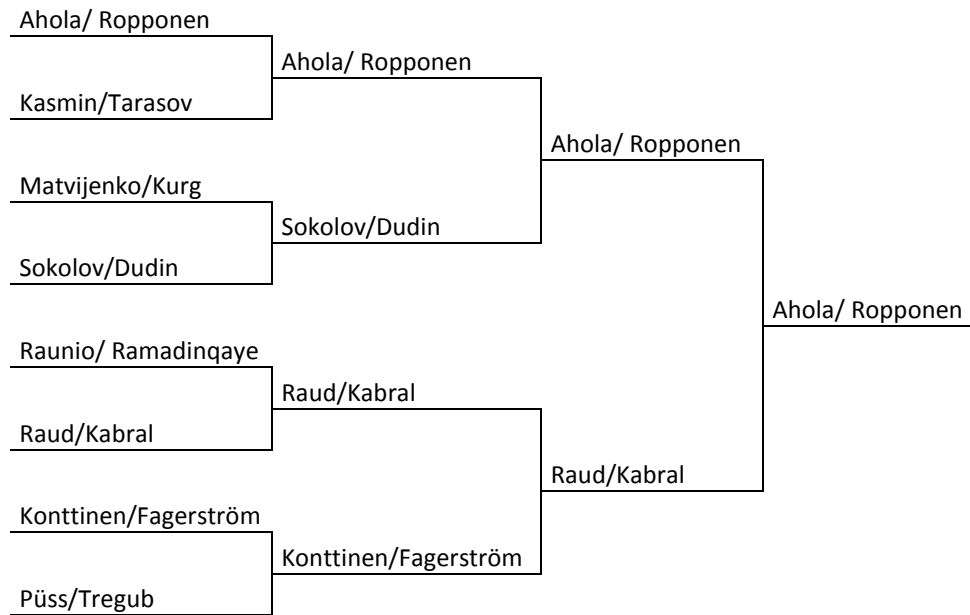 Ahola/ Ropponen
Ahola/ Ropponen
Kasmin/Tarasov
Ahola/ Ropponen
Matvijenko/Kurg
Sokolov/Dudin
Sokolov/Dudin
Ahola/ Ropponen
Raunio/ Ramadinqaye
Raud/Kabral
Raud/Kabral
Raud/Kabral
Konttinen/Fagerström
Konttinen/Fagerström
Püss/Tregub